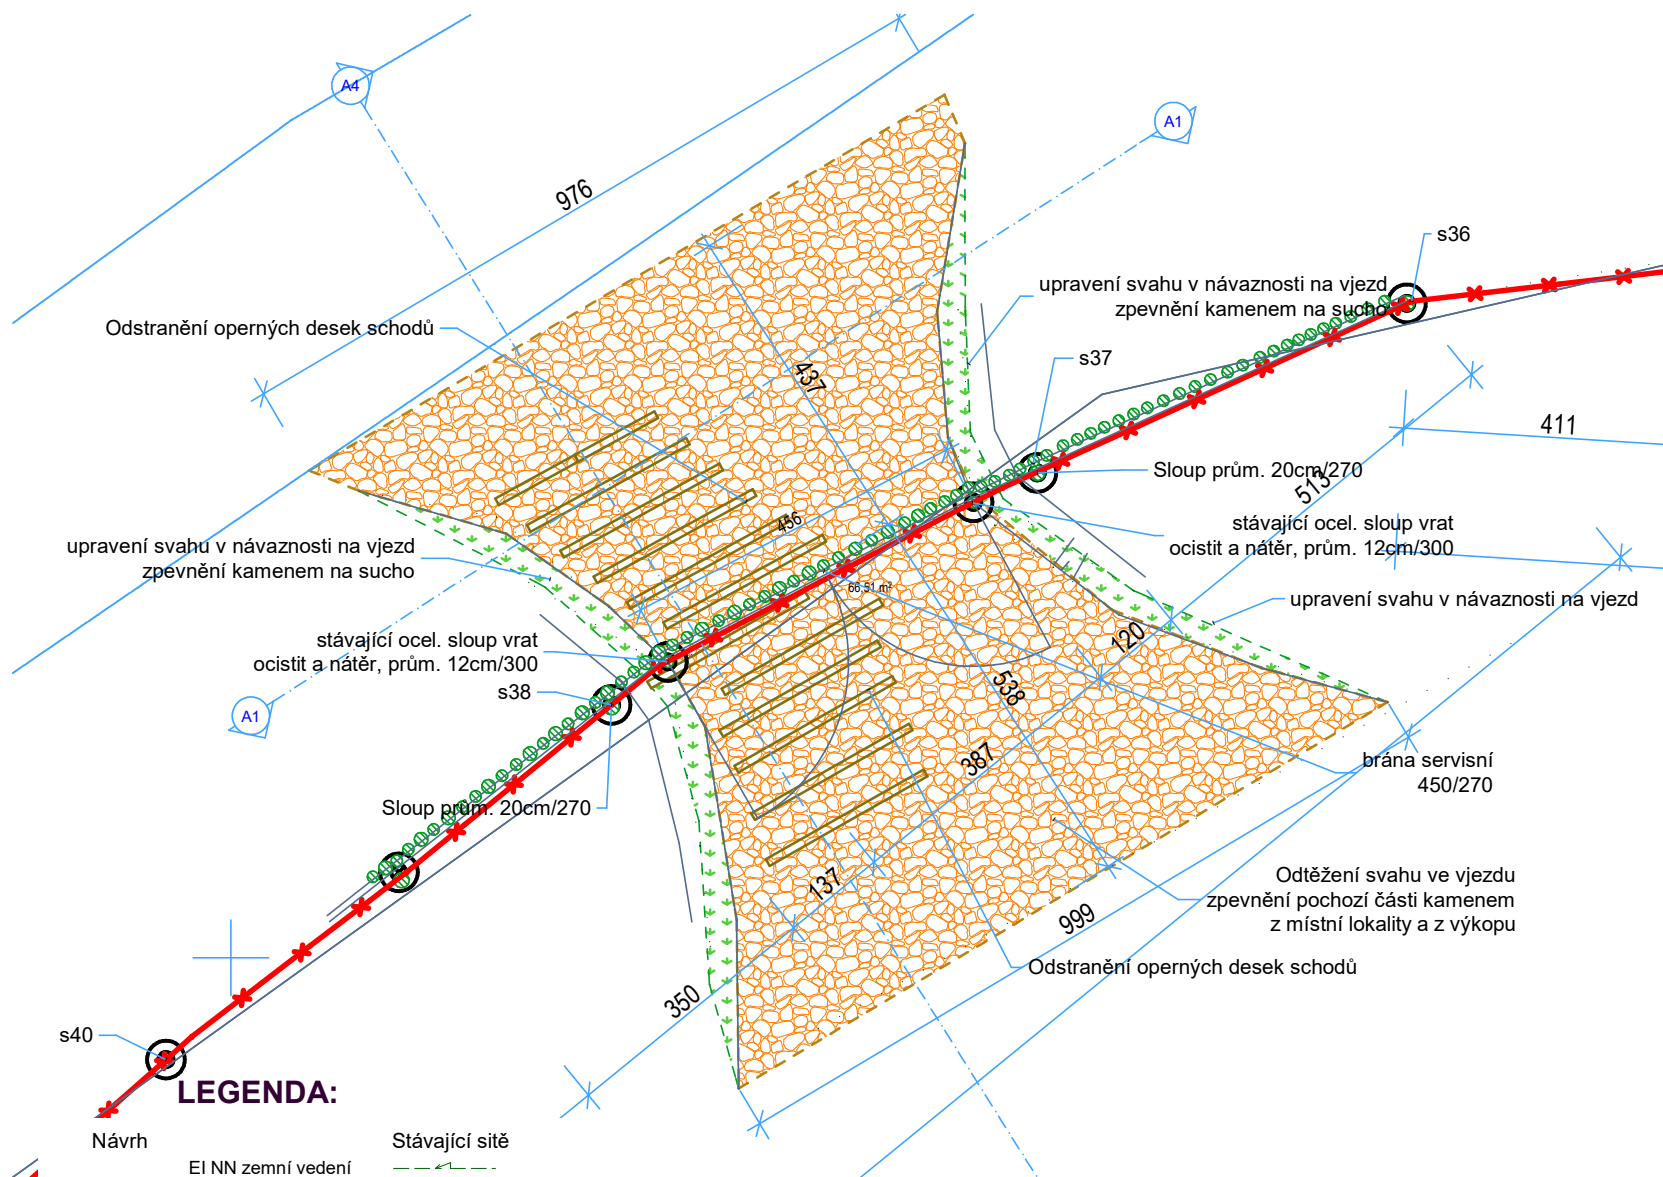 A4
A1
976
s36
upravení svahu v návaznosti na vjezd
zpevnění kamenem na sucho
Odstranění operných desek schodů
s37
437
411
Sloup prům. 20cm/270
513
456
stávající ocel. sloup vrat
ocistit a nátěr, prům. 12cm/300
upravení svahu v návaznosti na vjezd
zpevnění kamenem na sucho
66,51 m²
upravení svahu v návaznosti na vjezd
120
stávající ocel. sloup vrat
ocistit a nátěr, prům. 12cm/300
s38
538
A1
387
brána servisní
450/270
Sloup prům. 20cm/270
137
Odtěžení svahu ve vjezdu
zpevnění pochozí části kamenem
z místní lokality a z výkopu
999
Odstranění operných desek schodů
350
s40
LEGENDA:
Návrh
Stávající sitě
El NN zemní vedení